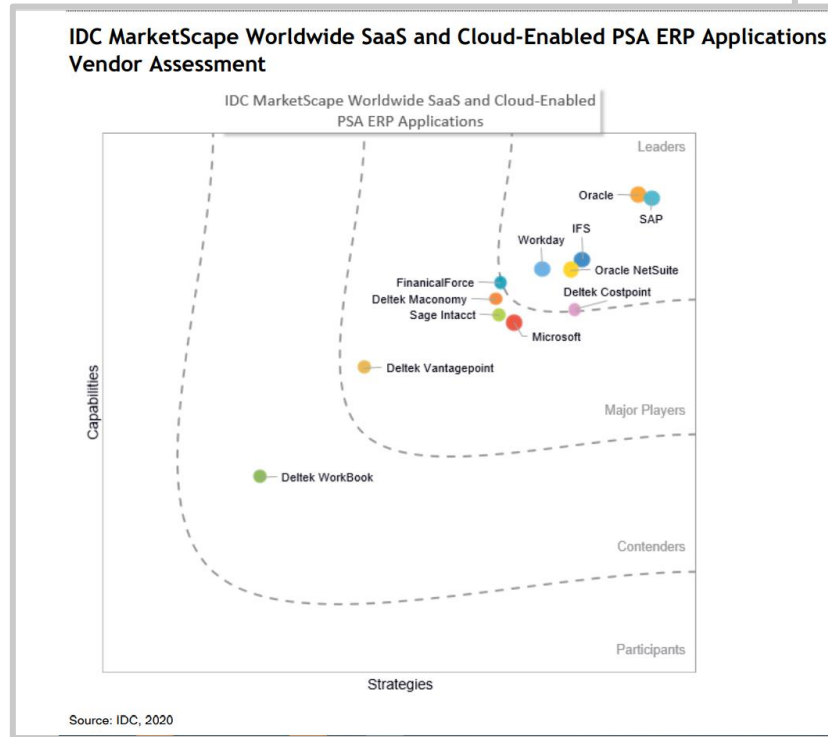 IDC MarketScape Worldwide SaaS and Cloud-Enabled PSA ERP Applications
Vendor Assessment
IDC MarketScape Worldwide SaaS and Cloud-Enabled
PSA ERP Applications
Leaders
Oracle
SAP
IFS
Workday
Oracle NetSuite
FinanicalForce
Deltek Costpoint
Deltek Maconomy
Sage Intacct
Microsoft
Deltek Vantagepoint
Capabilities
Major Players
Deltek WorkBook
Contenders
Participants
Strategies
Source: IDC, 2020